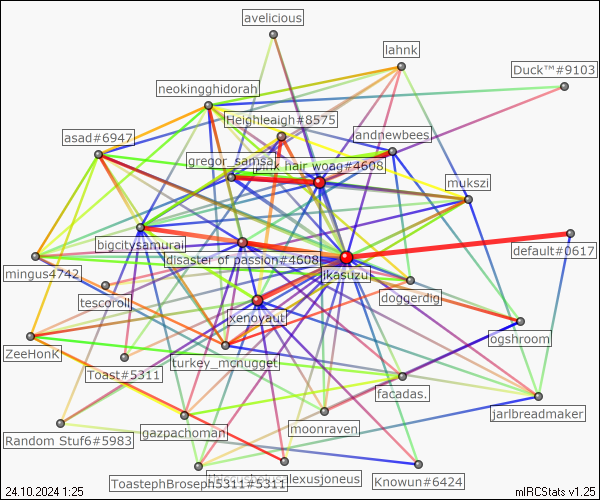 avelicious
lahnk
Duck™#9103
neokingghidorah
Heighleaigh#8575
asad#6947
andnewbees
gregor_samsa
pink hair woag#4608
mukszi
bigcitysamurai
default#0617
disaster of passion#4608
mingus4742
ikasuzu
tescoroll
doggerdig
xenoyaut
ogshroom
ZeeHonk
turkey_mcnugget
Toast#5311
facadas.
jarlbreadmaker
moonraven
gazpachoman
Random Stuf6#5983
ToastephBroseph5311#5311
Knowun#6424
24.10.2024 1:25
mIRCStats v1.25